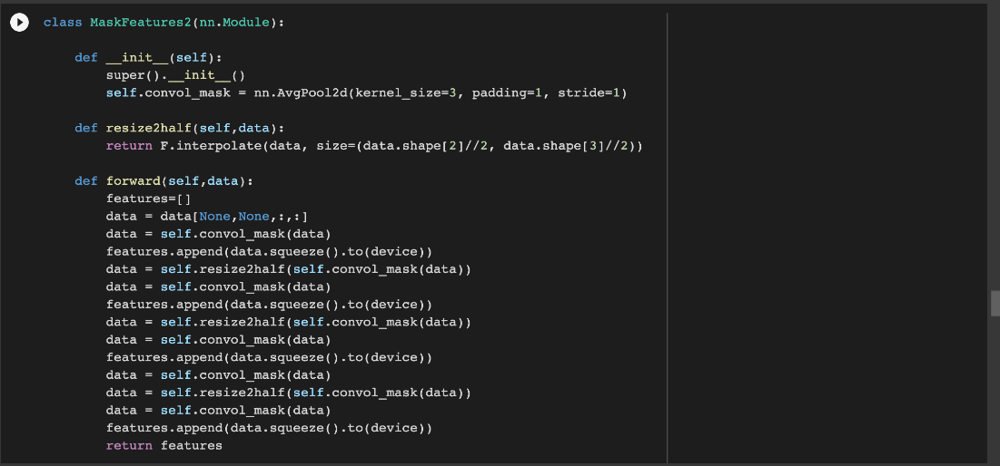 class MaskFeatures2(nn.Module):
def __init__(self):
super().__init__()
self.convol_mask = nn.AvgPool2d(kernel_size=3, padding=1, stride=1)
def resize2half(self,data):
return F.interpolate(data, size=(data.shape[2]//2, data.shape[3]//2))
def forward(self,data):
features=[]
data = data[None,None,:,:]
data = self.convol_mask(data)
features.append(data.squeeze().to(device))
data = self.resize2half(self.convol_mask(data))
data = self.convol_mask(data)
features.append(data.squeeze().to(device))
data = self.resize2half(self.convol_mask(data))
data = self.convol_mask(data)
features.append(data.squeeze().to(device))
data = self.convol_mask(data)
data = self.resize2half(self.convol_mask(data))
data = self.convol_mask(data)
features.append(data.squeeze().to(device))
return features